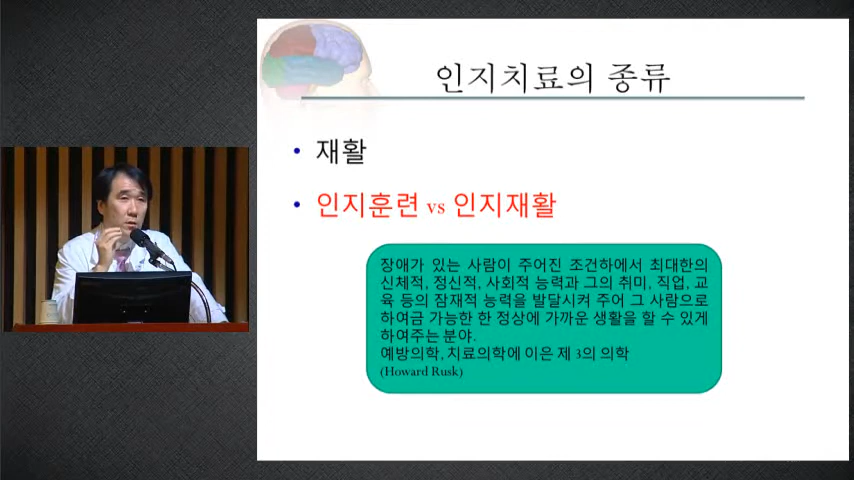 인지치료의 종류
• 재활
• 인지훈련 vs 인지재활
장애가 있는 사람이 주어진 조건하에서 최대한의
신체적, 정신적, 사회적 능력과 그의 취미, 직업, 교
육 등의 잠재적 능력을 발달시켜 주어 그 사람으로
하여금 가능한 한 정상에 가까운 생활을 할 수 있게
하여주는 분야.
예방의학, 치료의학에 이은 제 3의 의학
(Howard Rusk)